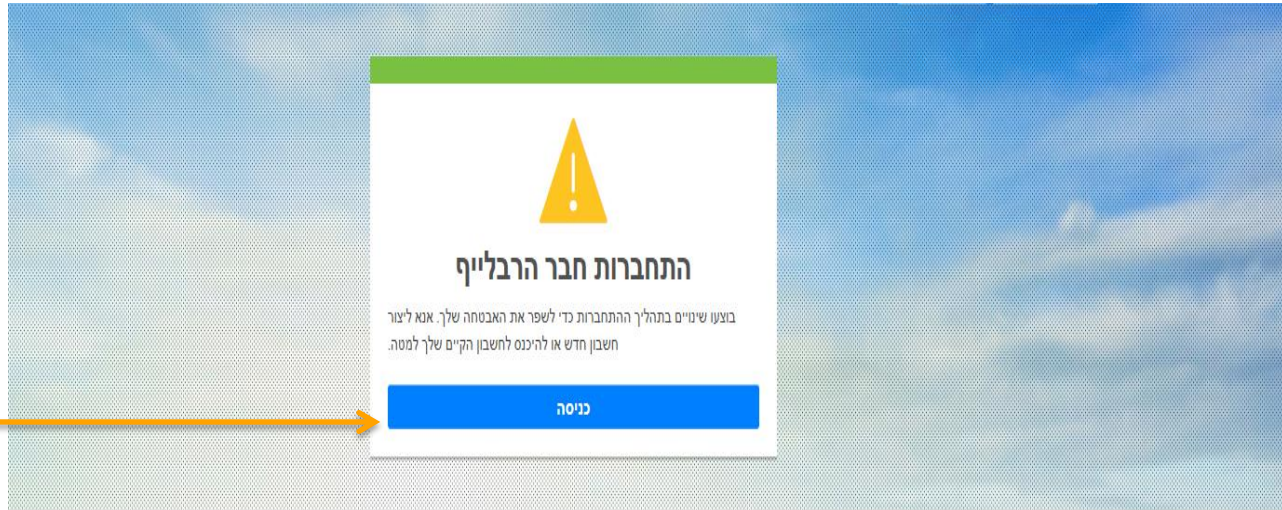 התחברות חבר הרבלייף
בוצעו שינויים בתהליך ההתחברות כדי לשפר את האבטחה שלך. אנא ליצור
חשבון חדש או להיכנס לחשבון הקיים שלך למטה.
כניסה